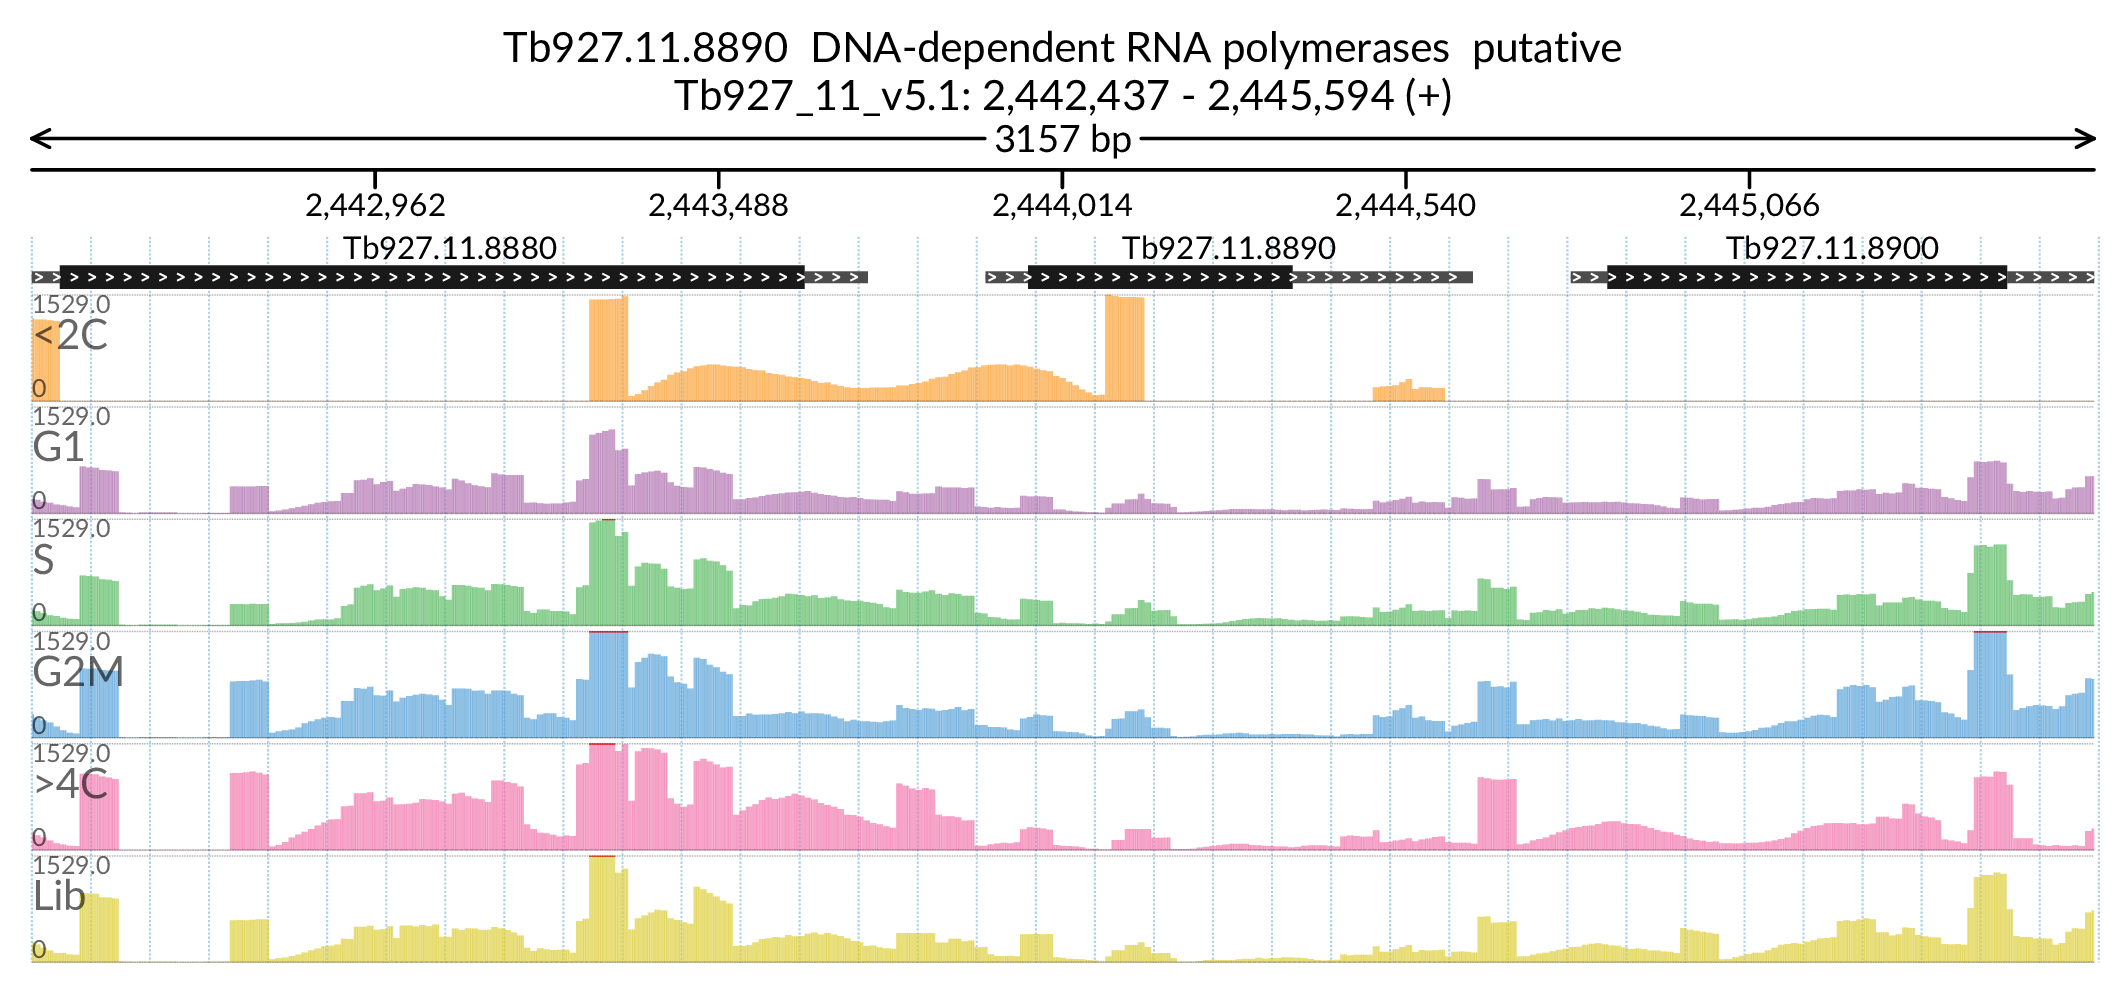 Tb927.11.8890  DNA-dependent RNA polymerases  putative
Tb927_11_v5.1: 2,442,437 - 2,445,594 (+)
3157 bp
2,442,962 2,443,488 2,444,014 2,444,540 2,445,066
Tb927.11.8880 Tb927.11.8890 Tb927.11.8900
1529.0
<2C
0
1529.0
G1
0
1529.0
S
0
1529.0
G2M
0
1529.0
>4C
0
1529.0
Lib
0